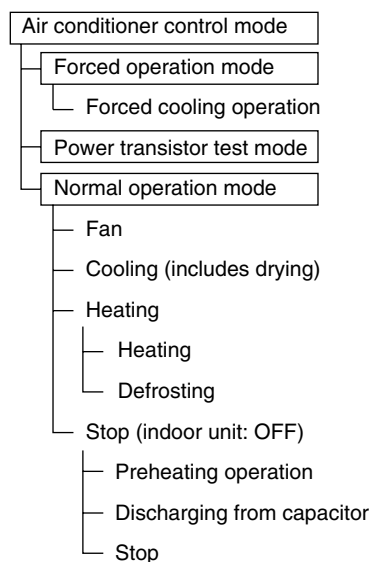 Air conditioner control mode
Forced operation mode
Forced cooling operation
Power transistor test mode
Normal operation mode
Fan
Cooling (includes drying)
Heating
Heating
Defrosting
Stop (indoor unit: OFF)
Preheating operation
Discharging from capacitor
Stop